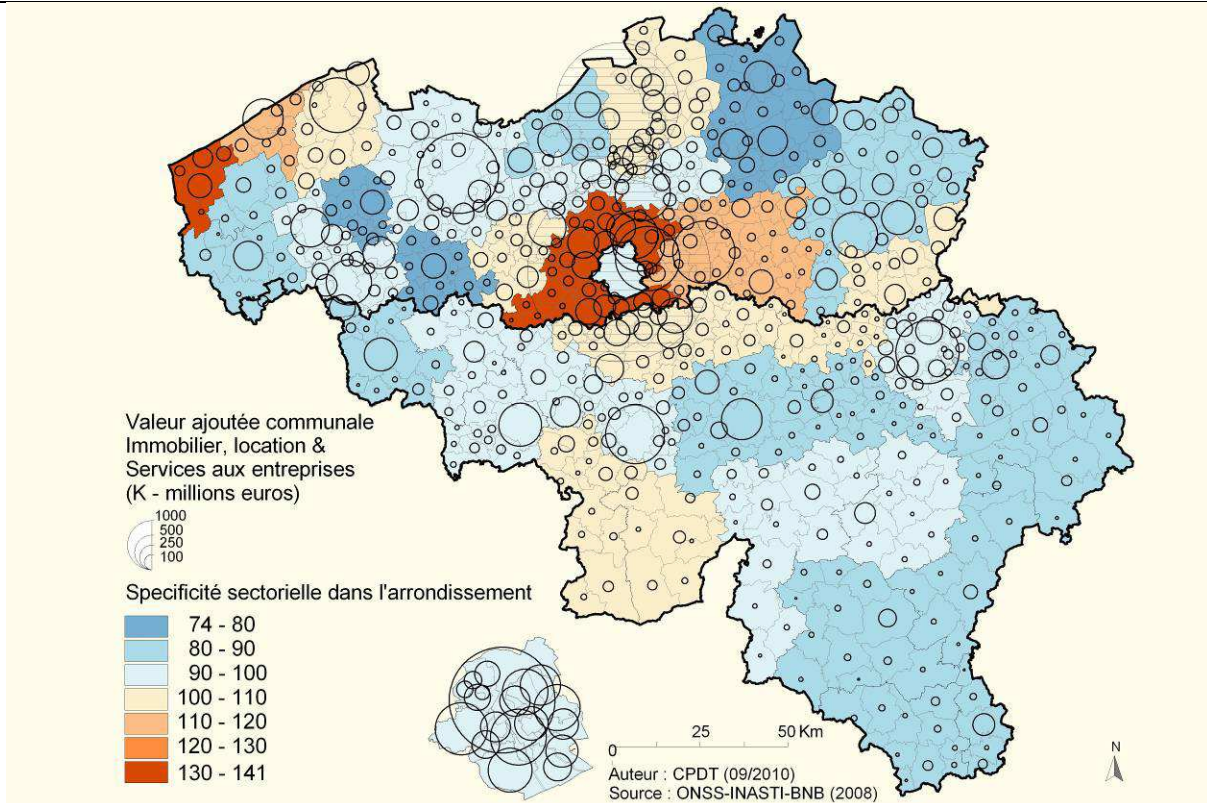 Valeur ajoutée communale
Immobilier, location &
Services aux entreprises
(K - millions euros)
1000
500
250
100
Specificité sectorielle dans l'arrondissement
74 - 80
80 - 90
90 - 100
100 - 110
110 - 120
120 - 130
130 - 141
0 25 50 Km
Auteur : CPDT (09/2010)
Source : ONSS-INASTI-BNB (2008)
N